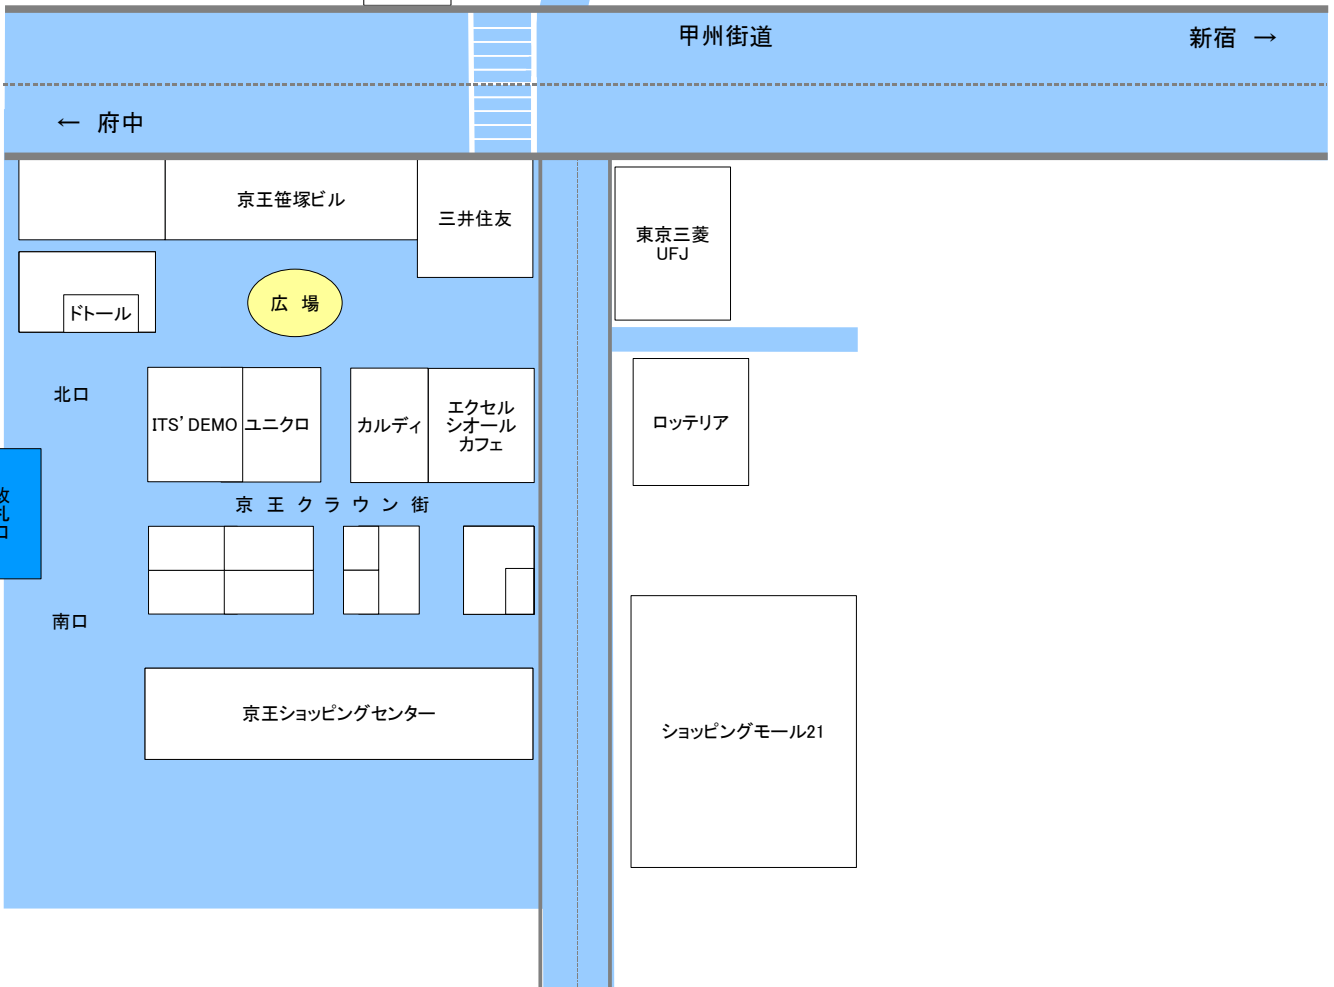 甲州街道
新宿 →
← 府中
京王笹塚ビル
三井住友
東京三菱
UFJ
広 場
ドトール
北口
ITS' DEMO
ユニクロ
カルディ
エクセル
シオール
カフェ
ロッテリア
京 王 ク ラ ウ ン 街
改札口
南口
京王ショッピングセンター
ショッピングモール21